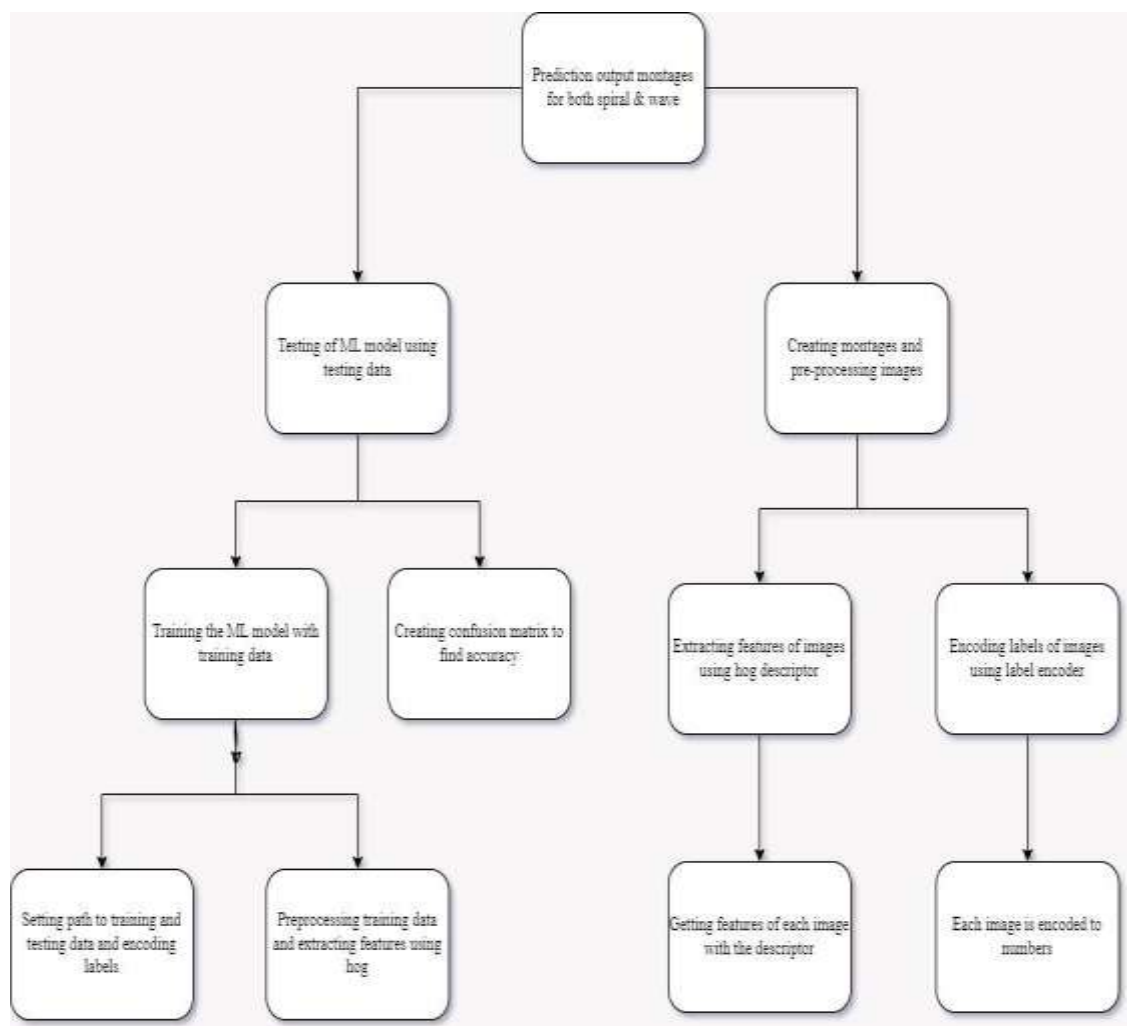 Prediction output montages
for both spiral & wave
Testing of ML model using
testing data
Creating montages and
pre-processing images
Training the ML model with
training data
Creating confusion matrix to
find accuracy
Extracting features of images
using hog descriptor
Encoding labels of images
using label encoder
Setting path to training and
testing data and encoding
labels
Preprocessing training data
and extracting features using
hog
Getting features of each image
with the descriptor
Each image is encoded to
numbers